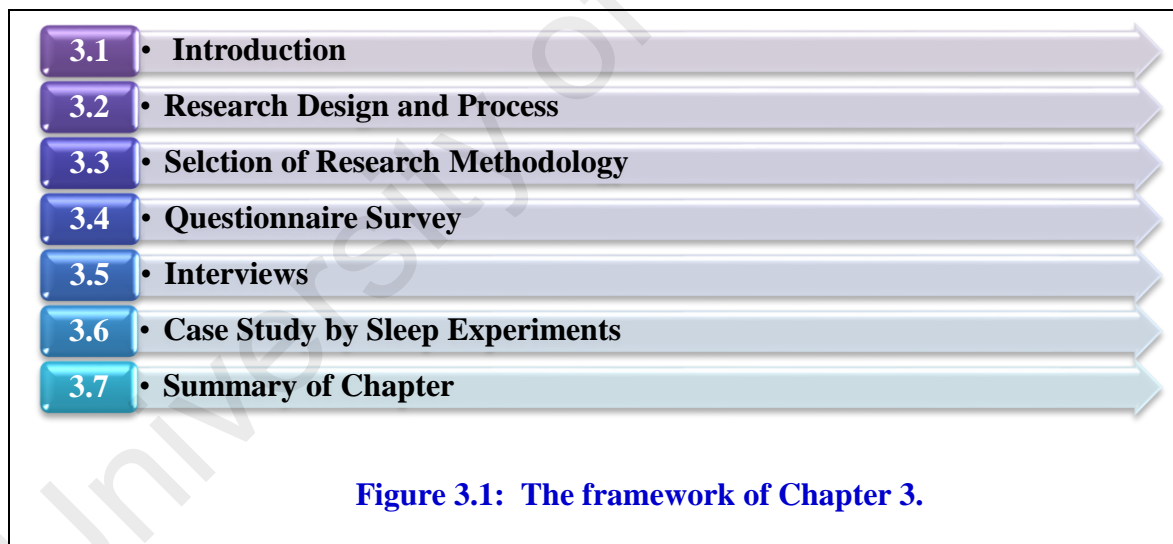 3.1 • Introduction
3.2 • Research Design and Process
3.3 • Selction of Research Methodology
3.4 • Questionnaire Survey
3.5 • Interviews
3.6 • Case Study by Sleep Experiments
3.7 • Summary of Chapter
Figure 3.1: The framework of Chapter 3.
University of